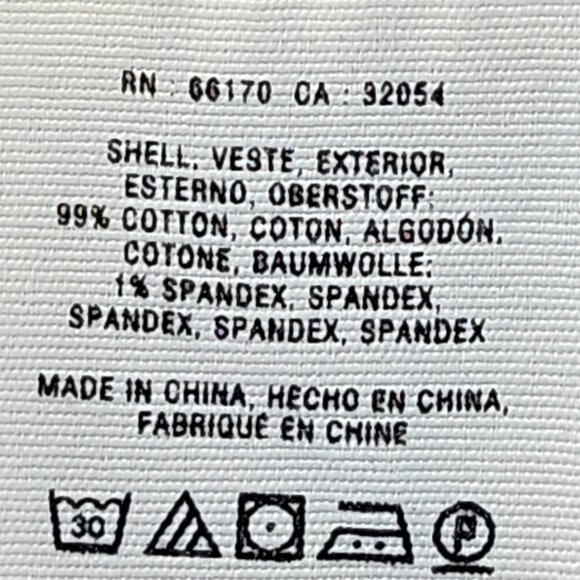 RN : 66170 CA : 32054
SHELL, VESTE, EXTERIOR,
ESTERNO, OBERSTOFF:
99% COTTON, COTON, ALGODÓN,
COTONE, BAUMWOLLE;
1% SPANDEX, SPANDEX,
SPANDEX, SPANDEX, SPANDEX
MADE IN CHINA, HECHO EN CHINA,
FABRIQUÉ EN CHINE
30
P